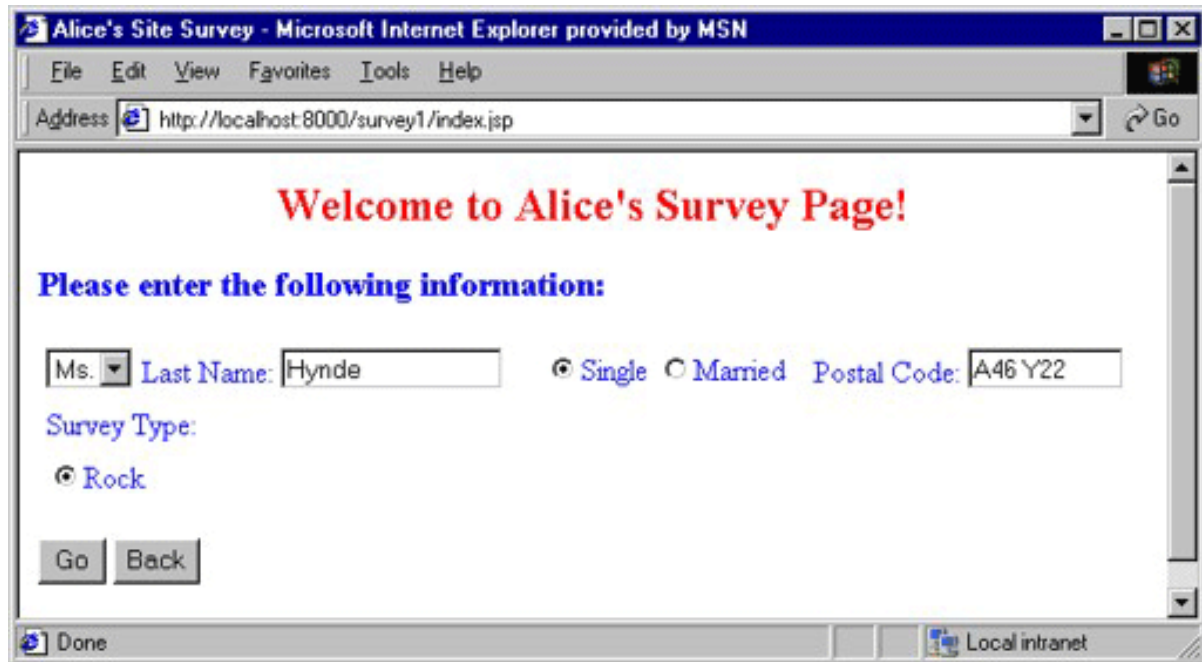 Alice's Site Survey - Microsoft Internet Explorer provided by MSN
File Edit View Favorites Tools Help
Address http://localhost:8000/survey1/index.jsp Go
Welcome to Alice's Survey Page!
Please enter the following information:
Ms. Last Name: Hynde Single Married Postal Code: A46 Y22
Survey Type:
Rock
Go Back
Done Local intranet